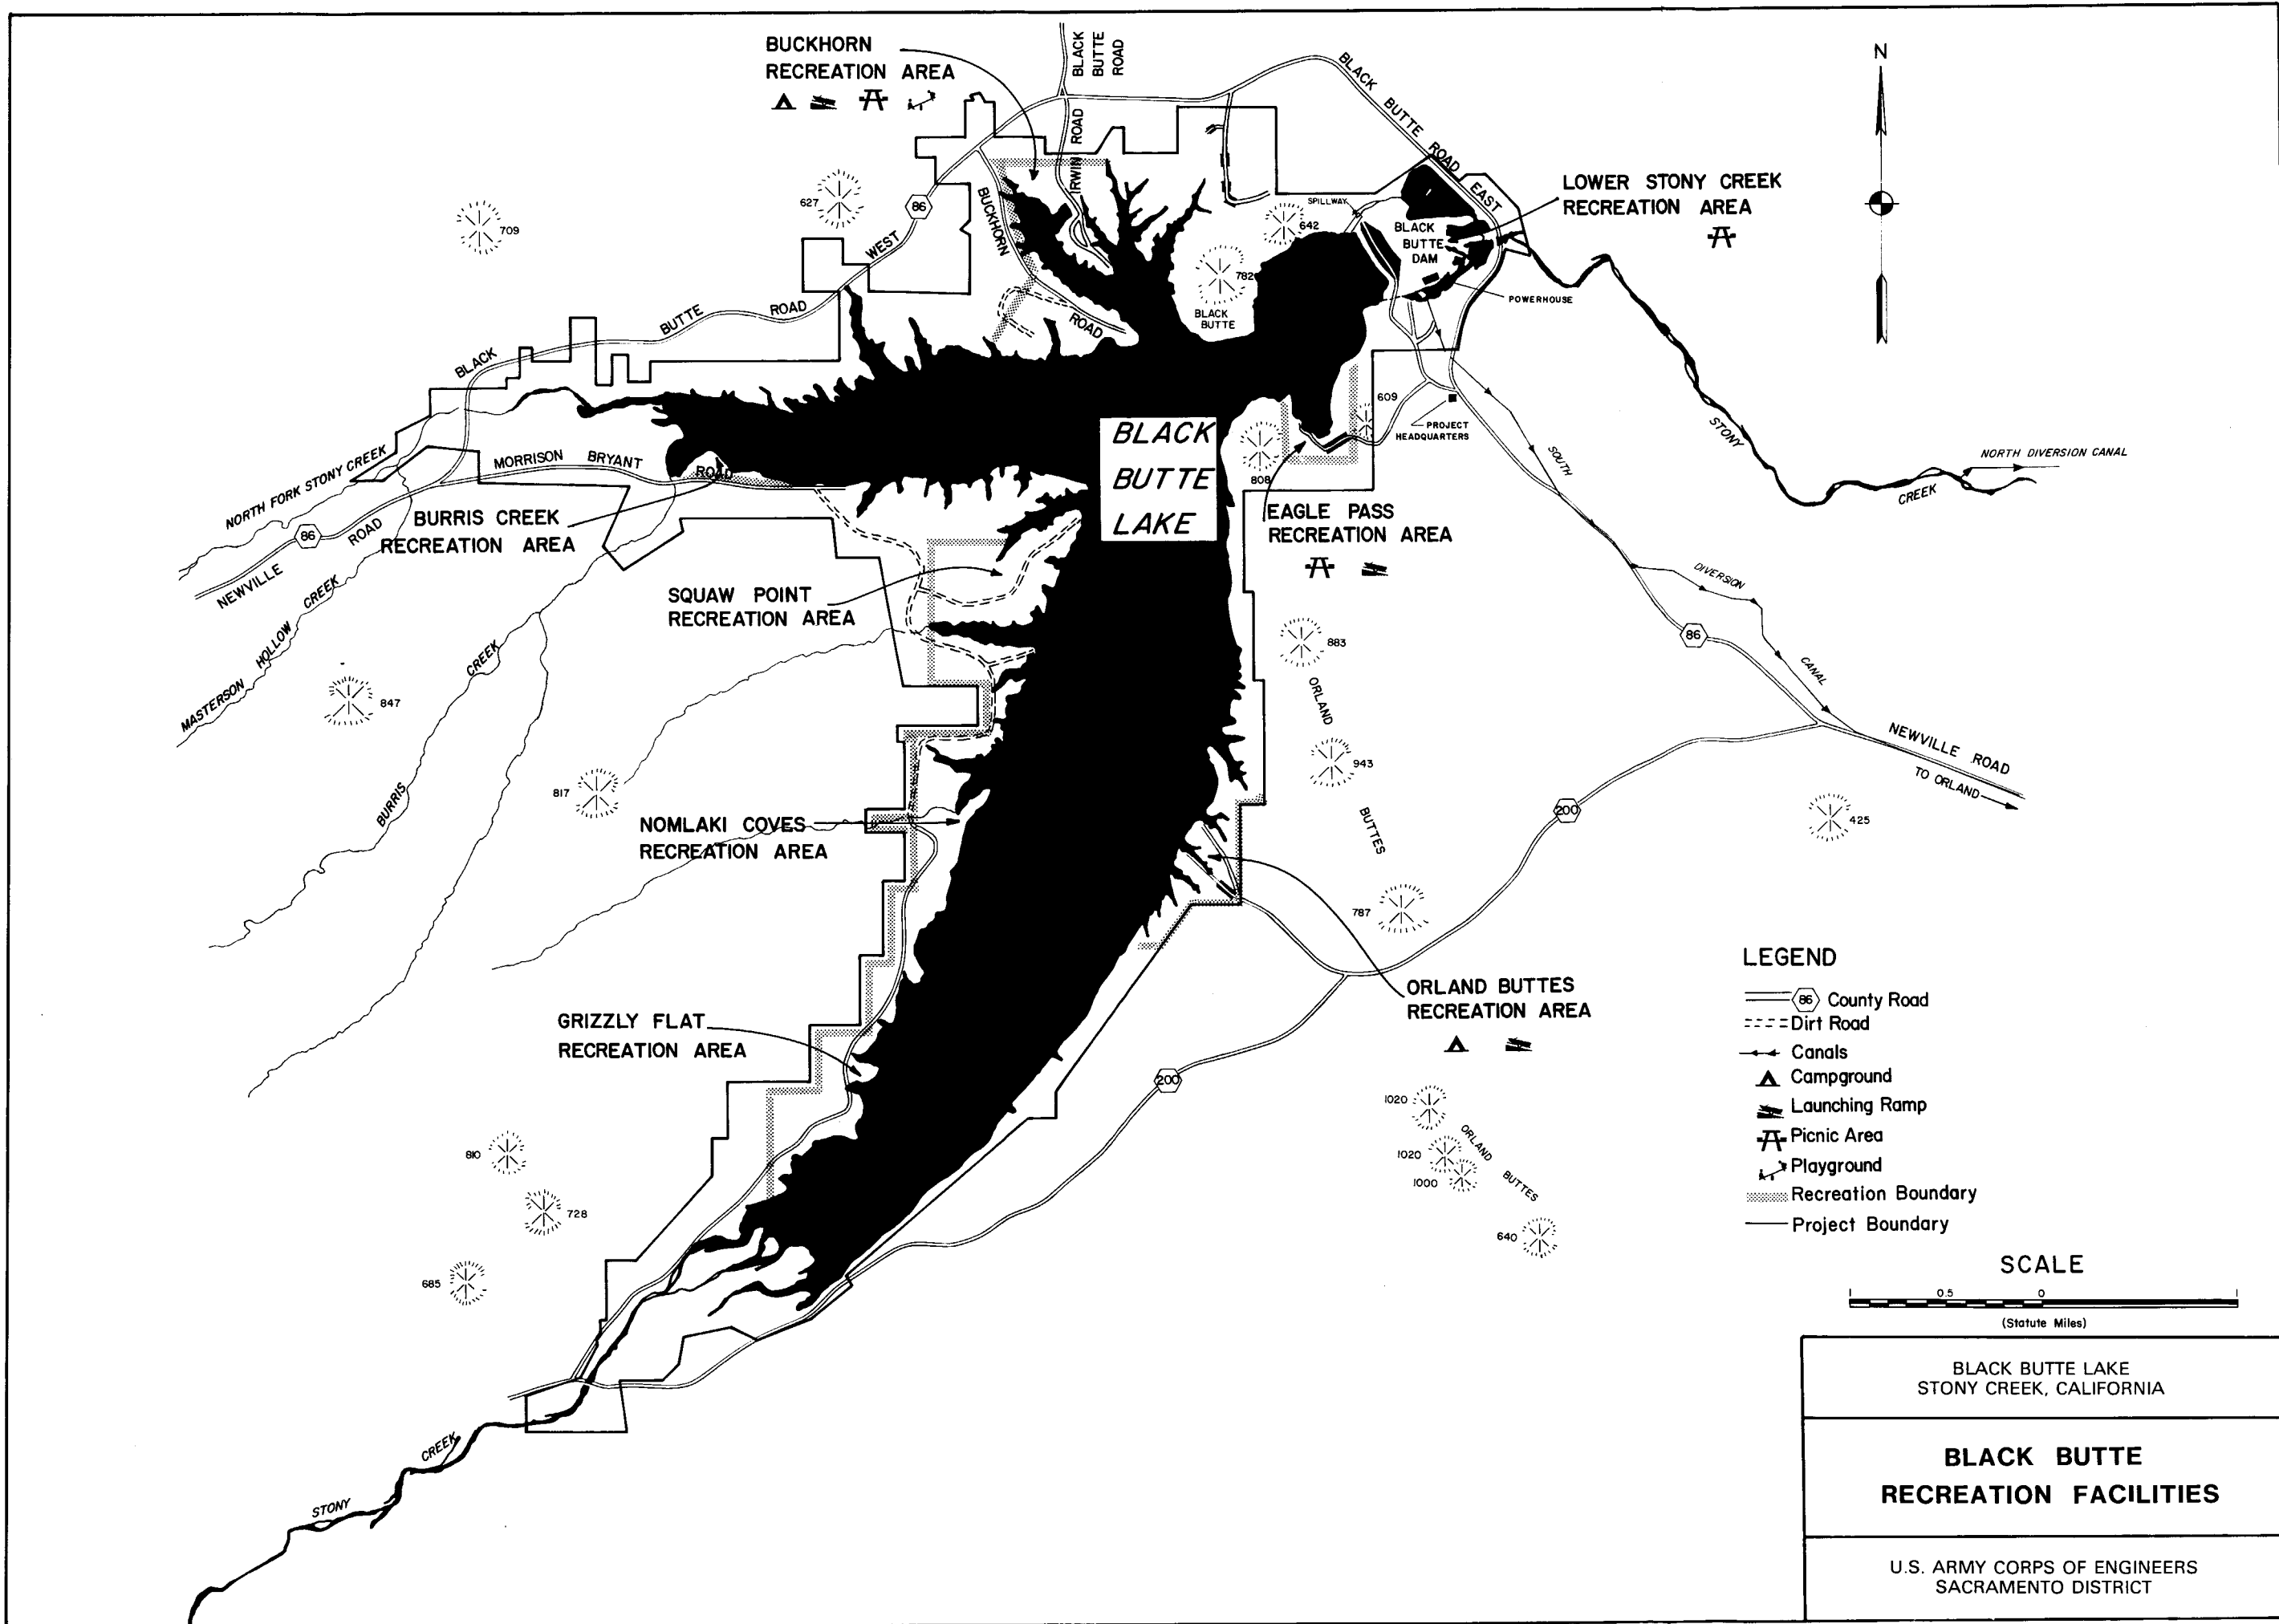 BUCKHORN
RECREATION AREA
BLACK
BUTTE
ROAD
BLACK BUTTE ROAD EAST
N
IRWIN ROAD
BUCKHORN ROAD
LOWER STONY CREEK
RECREATION AREA
709
627
86
WEST
BLACK BUTTE ROAD
SPILLWAY
642
782
BLACK
BUTTE
BLACK
BUTTE
DAM
POWERHOUSE
609
PROJECT
HEADQUARTERS
808
BLACK
BUTTE
LAKE
STONY CREEK
NORTH DIVERSION CANAL
SOUTH DIVERSION CANAL
NORTH FORK STONY CREEK
MORRISON BRYANT ROAD
86
NEWVILLE ROAD
BURRIS CREEK
RECREATION AREA
EAGLE PASS
RECREATION AREA
SQUAW POINT
RECREATION AREA
MASTERSON HOLLOW CREEK
BURRIS CREEK
847
817
883
ORLAND BUTTES
943
787
86
NEWVILLE ROAD
TO ORLAND
200
425
NOMLAKI COVES
RECREATION AREA
GRIZZLY FLAT
RECREATION AREA
ORLAND BUTTES
RECREATION AREA
200
1020
1020
1000
ORLAND BUTTES
640
810
728
685
STONY CREEK
LEGEND
86 County Road
Dirt Road
Canals
Campground
Launching Ramp
Picnic Area
Playground
Recreation Boundary
Project Boundary
SCALE
1 0.5 0 1
(Statute Miles)
BLACK BUTTE LAKE
STONY CREEK, CALIFORNIA
BLACK BUTTE
RECREATION FACILITIES
U.S. ARMY CORPS OF ENGINEERS
SACRAMENTO DISTRICT